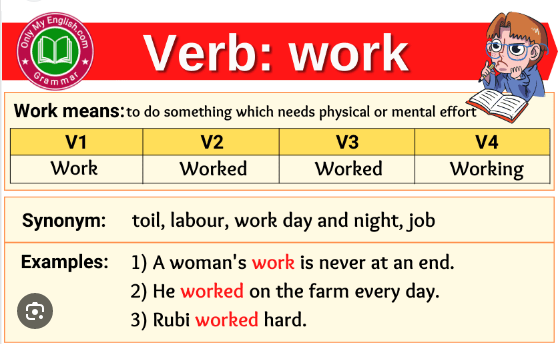 Only My English.com
Grammar
Verb: work
Work means: to do something which needs physical or mental effort
V1 V2 V3 V4
Work Worked Worked Working
Synonym: toil, labour, work day and night, job
Examples: 1) A woman's work is never at an end.
2) He worked on the farm every day.
3) Rubi worked hard.